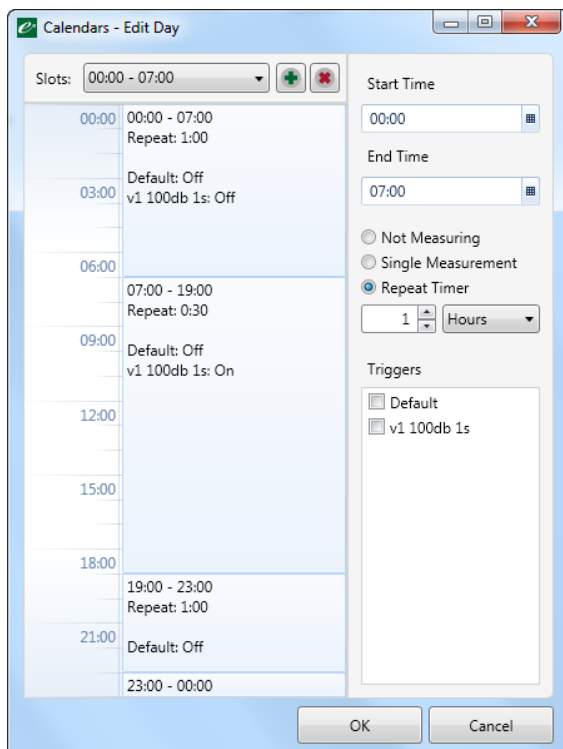 Calendars - Edit Day
Slots: 00:00 - 07:00
00:00
03:00
06:00
09:00
12:00
15:00
18:00
21:00
00:00 - 07:00
Repeat: 1:00
Default: Off
v1 100db 1s: Off
07:00 - 19:00
Repeat: 0:30
Default: Off
v1 100db 1s: On
19:00 - 23:00
Repeat: 1:00
Default: Off
23:00 - 00:00
Start Time
00:00
End Time
07:00
Not Measuring
Single Measurement
Repeat Timer
1 Hours
Triggers
Default
v1 100db 1s
OK Cancel